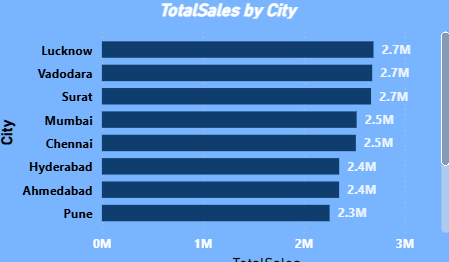 TotalSales by City
City
Lucknow 2.7M
Vadodara 2.7M
Surat 2.7M
Mumbai 2.5M
Chennai 2.5M
Hyderabad 2.4M
Ahmedabad 2.4M
Pune 2.3M
0M 1M 2M 3M
TotalSales